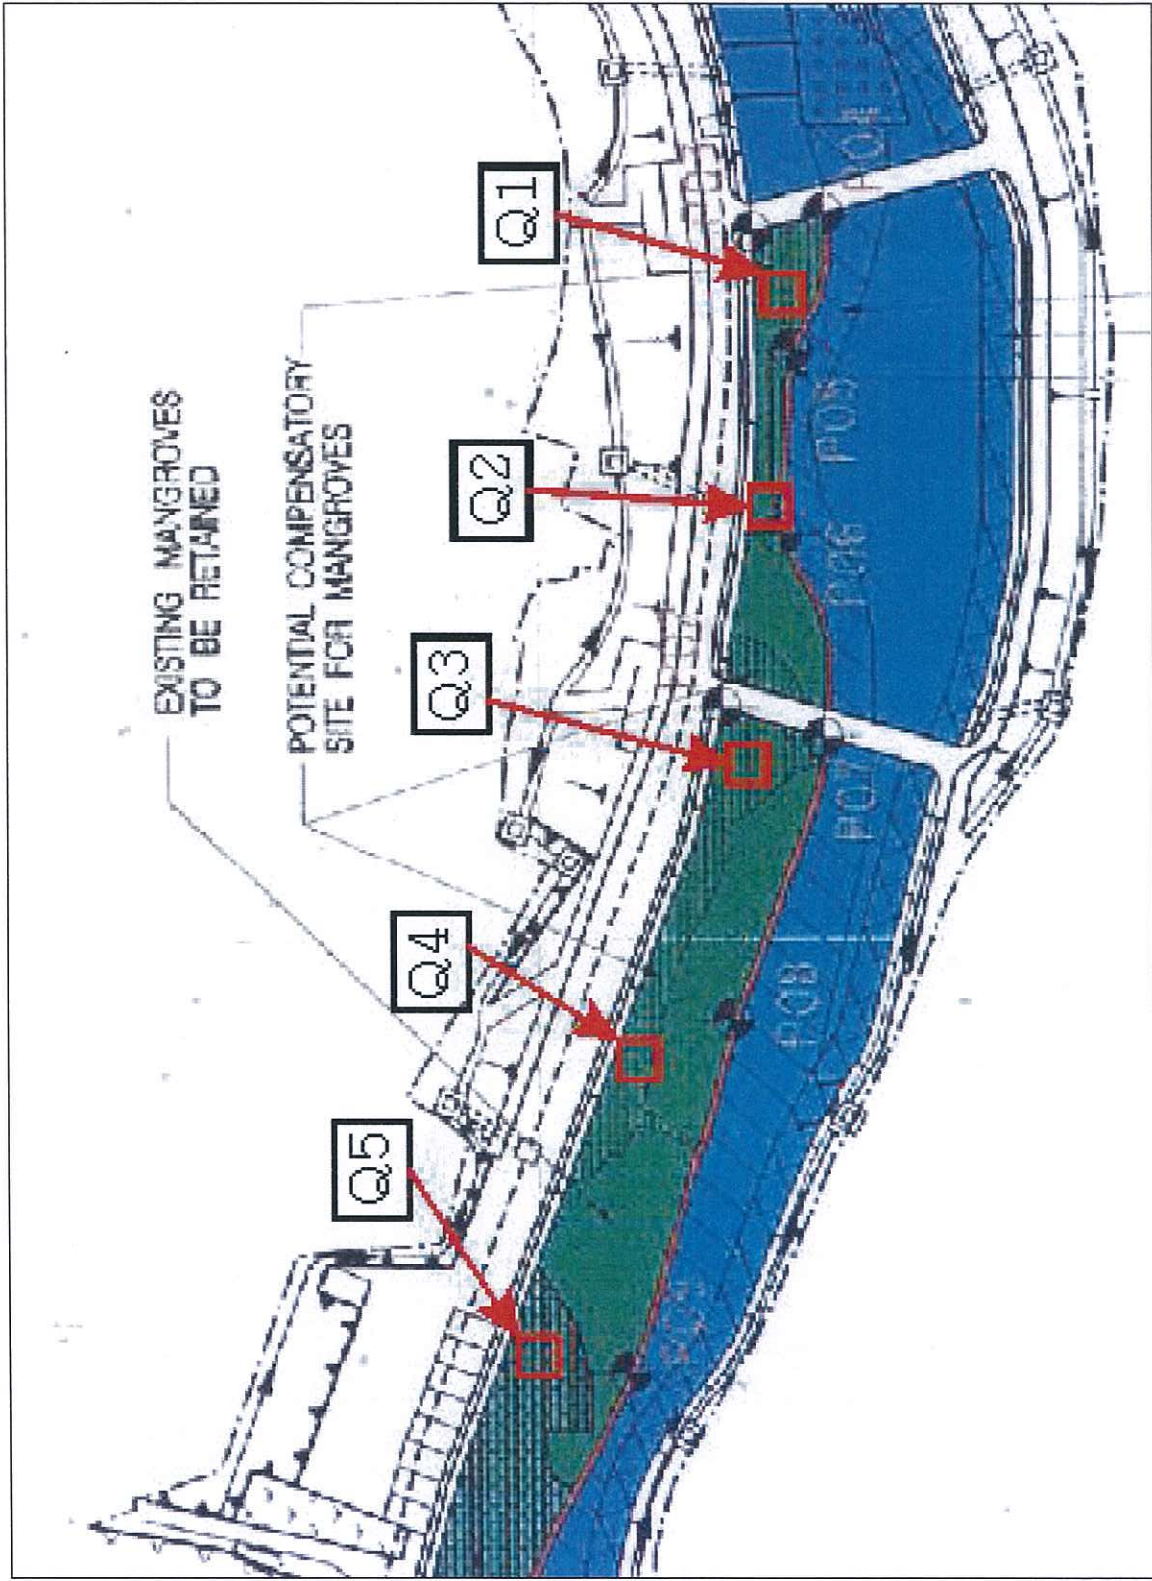 EXISTING MANGROVES
TO BE RETAINED
POTENTIAL COMPENSATORY
SITE FOR MANGROVES
Q5
Q4
Q3
Q2
Q1
P08
P07
P06
P05
P04